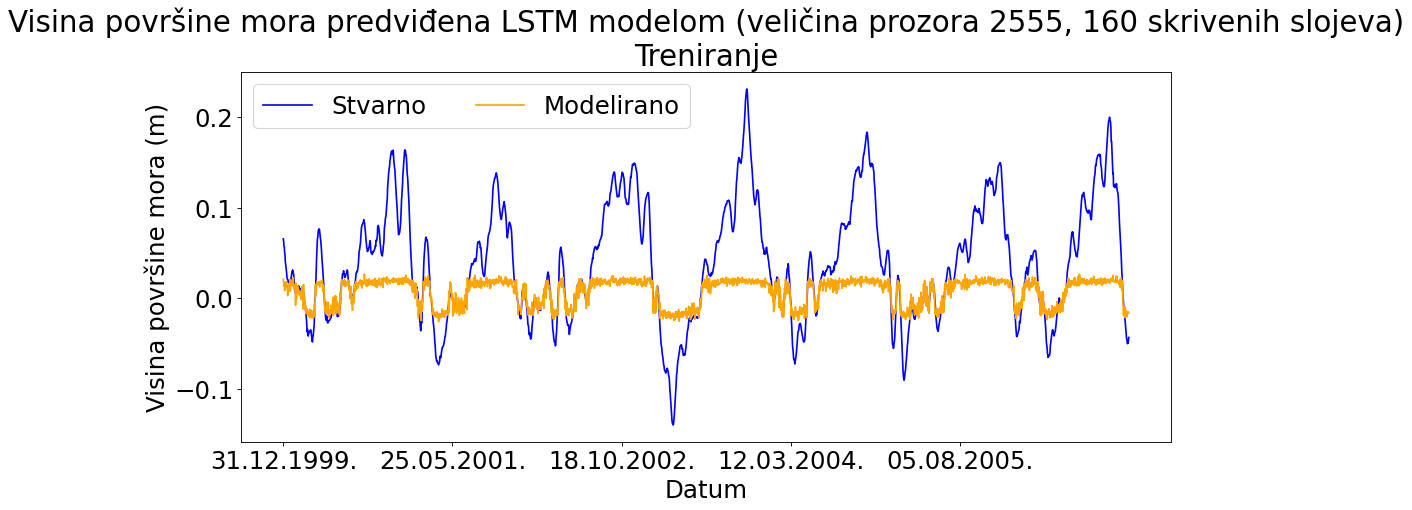 Visina površine mora predviđena LSTM modelom (veličina prozora 2555, 160 skrivenih slojeva)
Treniranje
Stvarno Modelirano
Visina površine mora (m)
0.2
0.1
0.0
−0.1
31.12.1999. 25.05.2001. 18.10.2002. 12.03.2004. 05.08.2005.
Datum